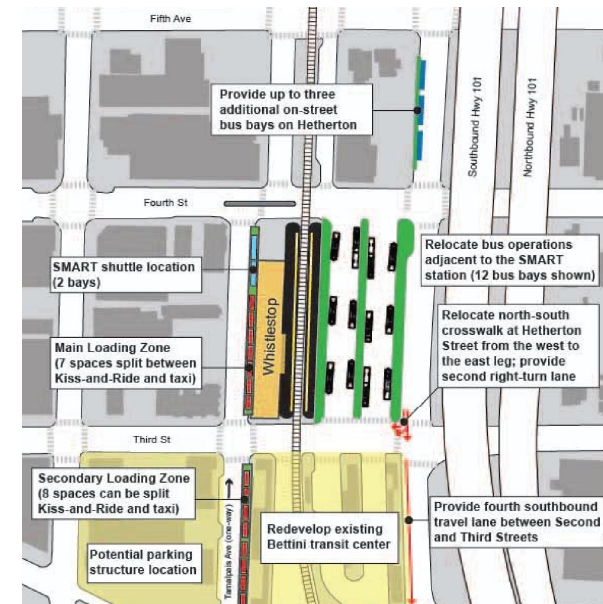 Fifth Ave
Provide up to three
additional on-street
bus bays on Hetherton
Southbound Hwy 101
Northbound Hwy 101
Fourth St
SMART shuttle location
(2 bays)
Relocate bus operations
adjacent to the SMART
station (12 bus bays shown)
Main Loading Zone
(7 spaces split between
Kiss-and-Ride and taxi)
Whistlestop
Relocate north-south
crosswalk at Hetherton
Street from the west to
the east leg; provide
second right-turn lane
Third St
Secondary Loading Zone
(8 spaces can be split
Kiss-and-Ride and taxi)
Tamalpais Ave (one-way)
Redevelop existing
Bettini transit center
Provide fourth southbound
travel lane between Second
and Third Streets
Potential parking
structure location